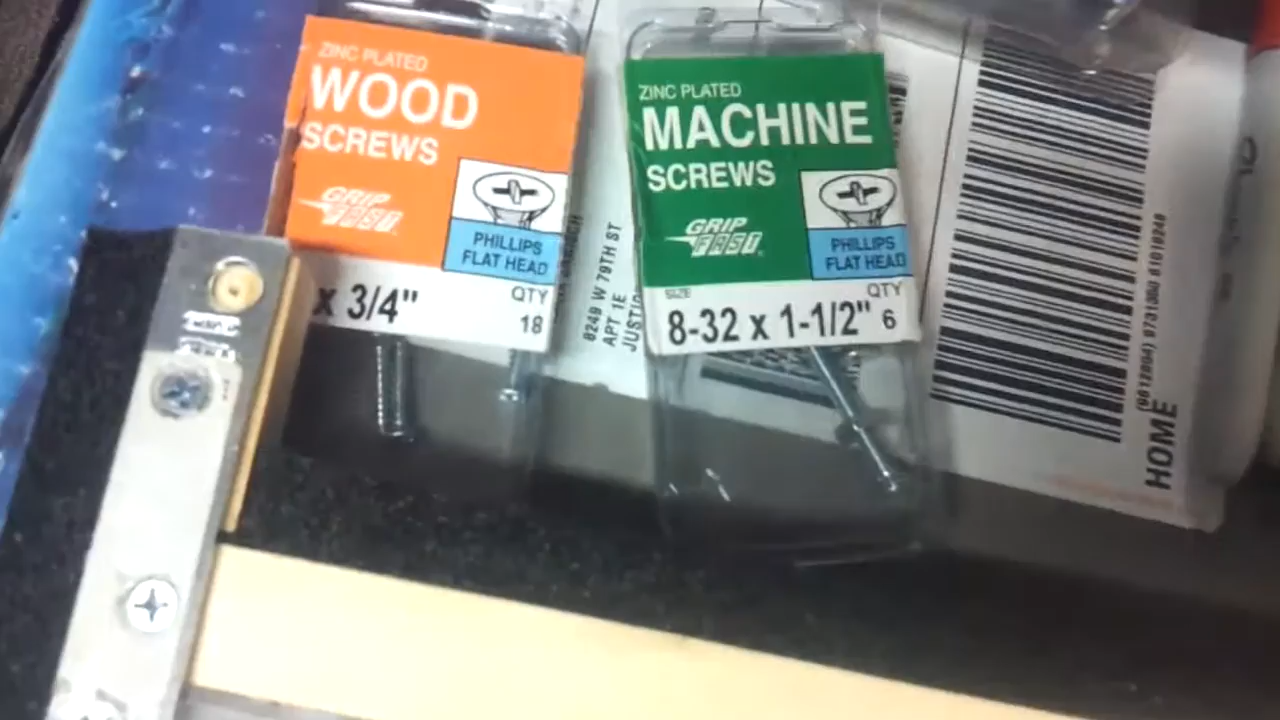 ZINC PLATED
WOOD
SCREWS
GRIP
FAST
PHILLIPS
FLAT HEAD
x 3/4"
QTY
18
ZINC PLATED
MACHINE
SCREWS
GRIP
FAST
PHILLIPS
FLAT HEAD
SIZE
8-32 x 1-1/2"
QTY
6
8249 W 79TH ST
APT 1E
HOME